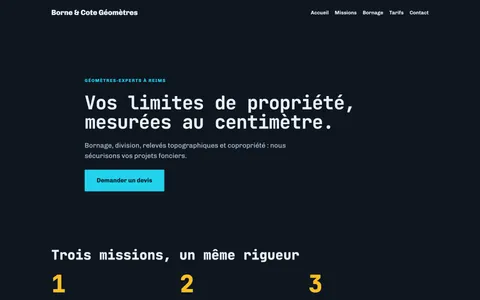 Borne & Cote Géomètres
Accueil Missions Bornage Tarifs Contact
GÉOMÈTRES-EXPERTS À REIMS
Vos limites de propriété,
mesurées au centimètre.
Bornage, division, relevés topographiques et copropriété : nous
sécurisons vos projets fonciers.
Demander un devis
Trois missions, un même rigueur
1 2 3